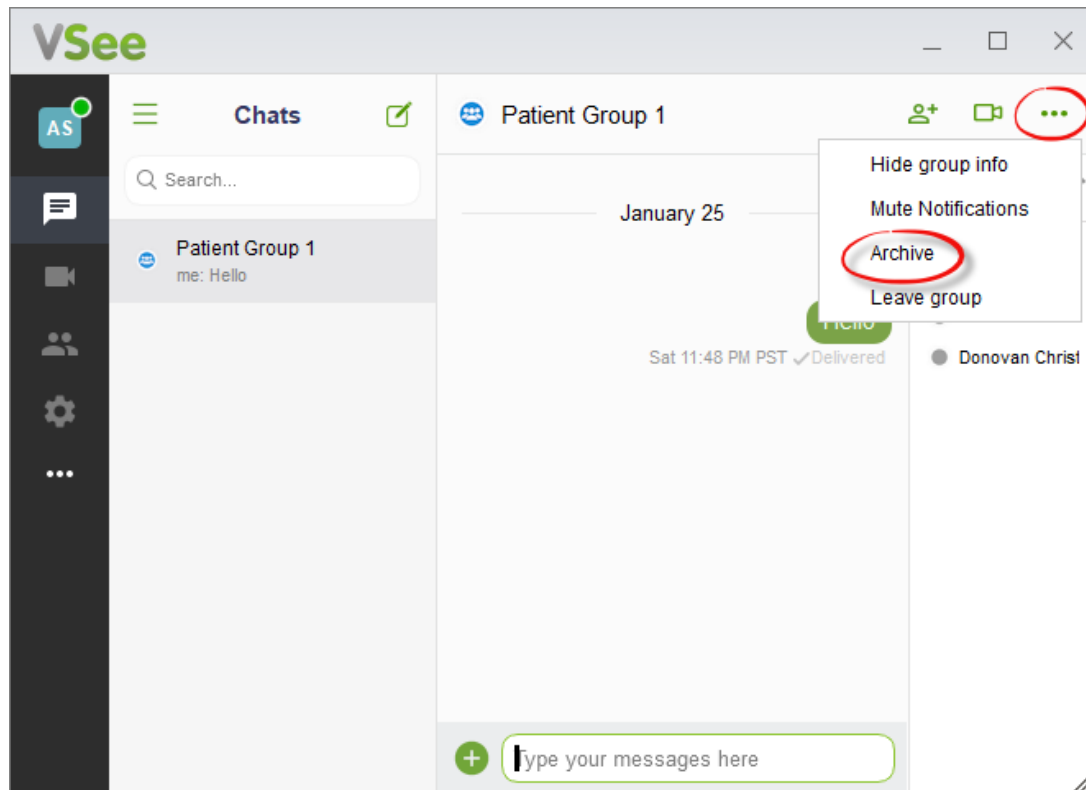 VSee
AS
Chats
Patient Group 1
Search...
Patient Group 1
me: Hello
January 25
Hide group info
Mute Notifications
Archive
Leave group
Hello
Sat 11:48 PM PST ✓Delivered
Donovan Christ
Type your messages here